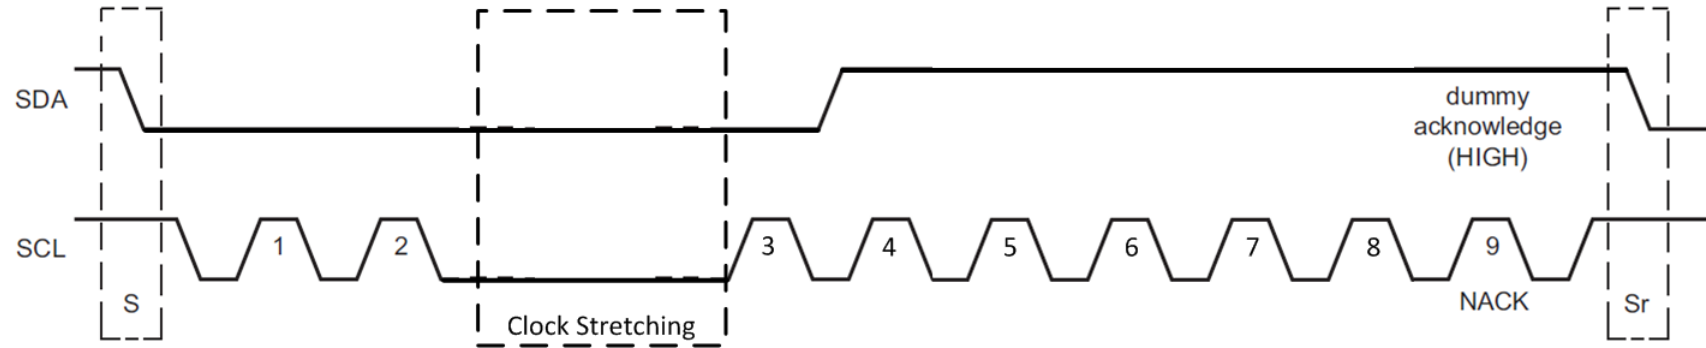 SDA
dummy
acknowledge
(HIGH)
SCL
1 2 3 4 5 6 7 8 9
S
NACK
Sr
Clock Stretching